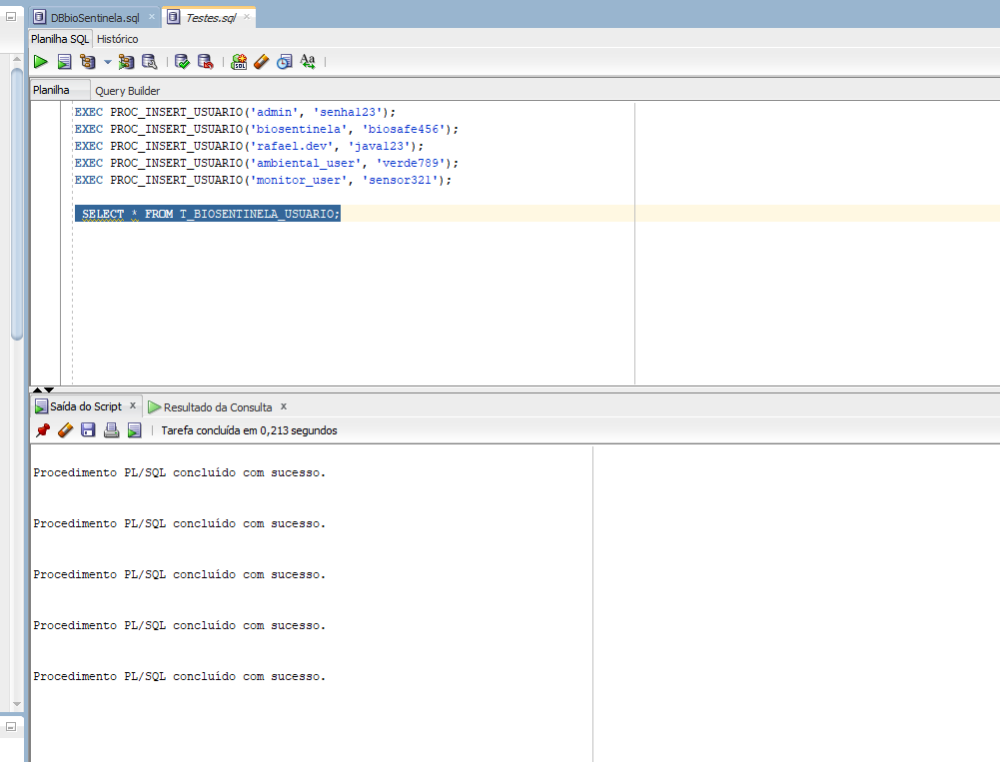 DBbioSentinela.sql
Testes.sql
Planilha SQL Histórico
SQL Aa
Planilha Query Builder
EXEC PROC_INSERT_USUARIO('admin', 'senha123');
EXEC PROC_INSERT_USUARIO('biosentinela', 'biosafe456');
EXEC PROC_INSERT_USUARIO('rafael.dev', 'java123');
EXEC PROC_INSERT_USUARIO('ambiental_user', 'verde789');
EXEC PROC_INSERT_USUARIO('monitor_user', 'sensor321');
SELECT * FROM T_BIOSENTINELA_USUARIO;
Saída do Script x Resultado da Consulta x
Tarefa concluída em 0,213 segundos
Procedimento PL/SQL concluído com sucesso.
Procedimento PL/SQL concluído com sucesso.
Procedimento PL/SQL concluído com sucesso.
Procedimento PL/SQL concluído com sucesso.
Procedimento PL/SQL concluído com sucesso.